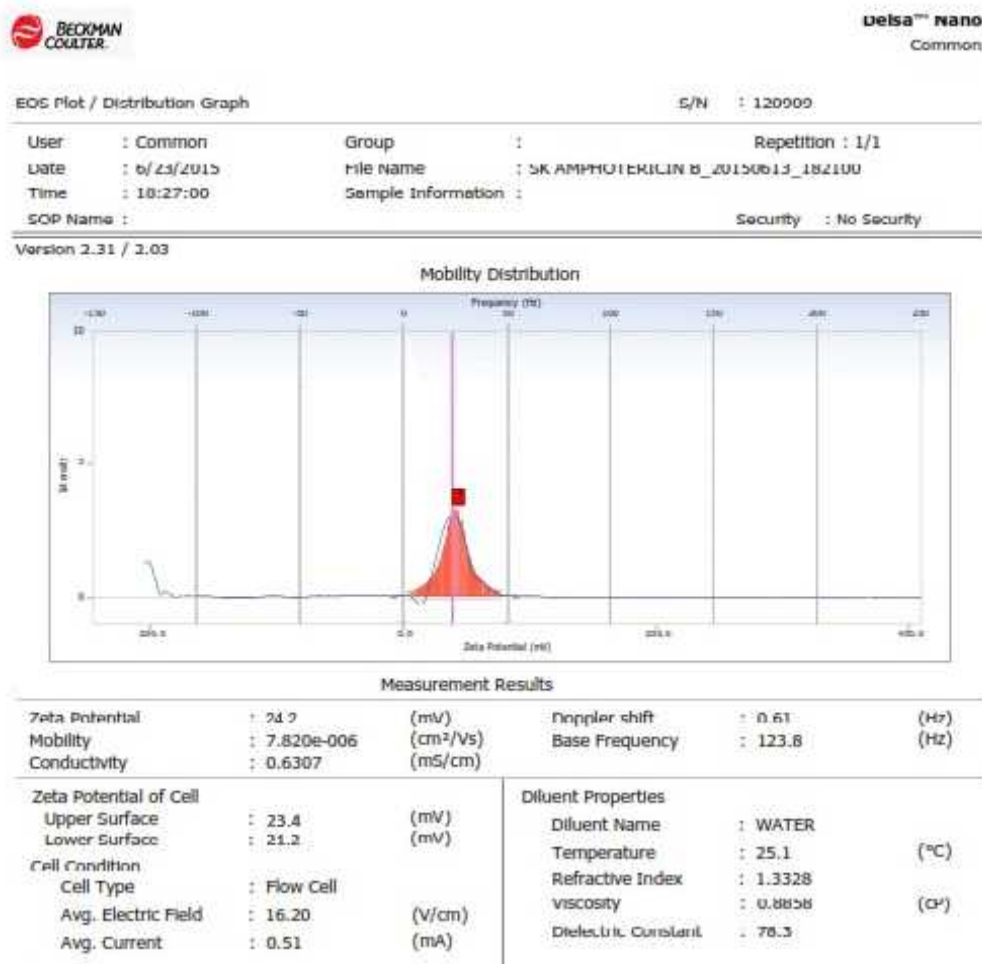 BECKMAN
COULTER
Delsa™ Nano
Common
EOS Plot / Distribution Graph
S/N : 120909
User : Common
Group :
Repetition : 1/1
Date : 6/23/2015
File Name : SK AMPHOTERICIN B_20150613_182100
Time : 18:27:00
Sample Information :
SOP Name :
Security : No Security
Version 2.31 / 2.03
Mobility Distribution
Frequency (Hz)
-100
0
50
10
0
0.0
Zeta Potential (mV)
Measurement Results
Zeta Potential : 24.2 (mV)
Doppler shift : 0.61 (Hz)
Mobility : 7.820e-006 (cm²/Vs)
Base Frequency : 123.8 (Hz)
Conductivity : 0.6307 (mS/cm)
Zeta Potential of Cell
Upper Surface : 23.4 (mV)
Lower Surface : 21.2 (mV)
Cell Condition
Cell Type : Flow Cell
Avg. Electric Field : 16.20 (V/cm)
Avg. Current : 0.51 (mA)
Diluent Properties
Diluent Name : WATER
Temperature : 25.1 (°C)
Refractive Index : 1.3328
Viscosity : 0.8858 (cP)
Dielectric Constant : 78.3